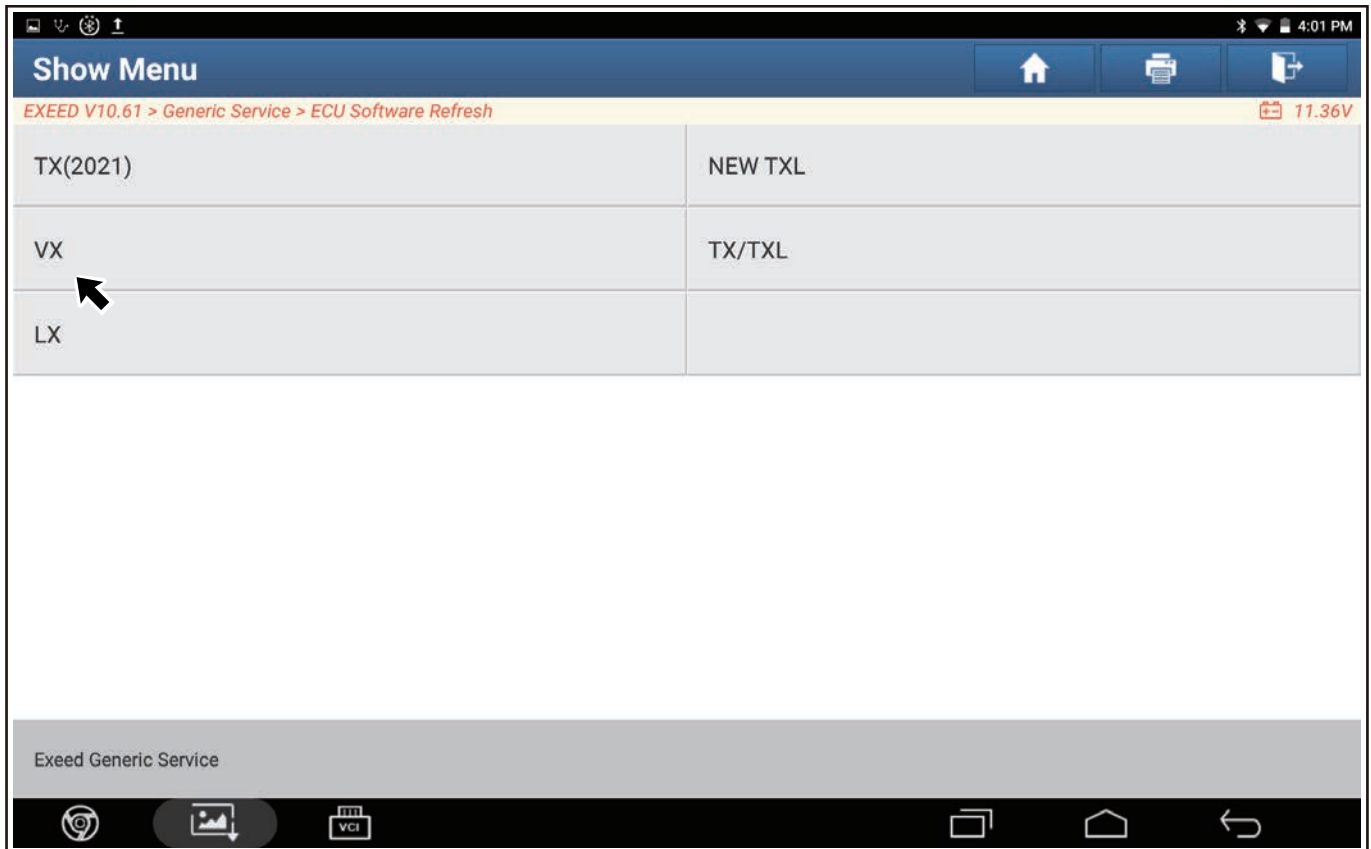 4:01 PM
Show Menu
EXEED V10.61 > Generic Service > ECU Software Refresh
11.36V
TX(2021)
NEW TXL
VX
TX/TXL
LX
Exeed Generic Service
VCI